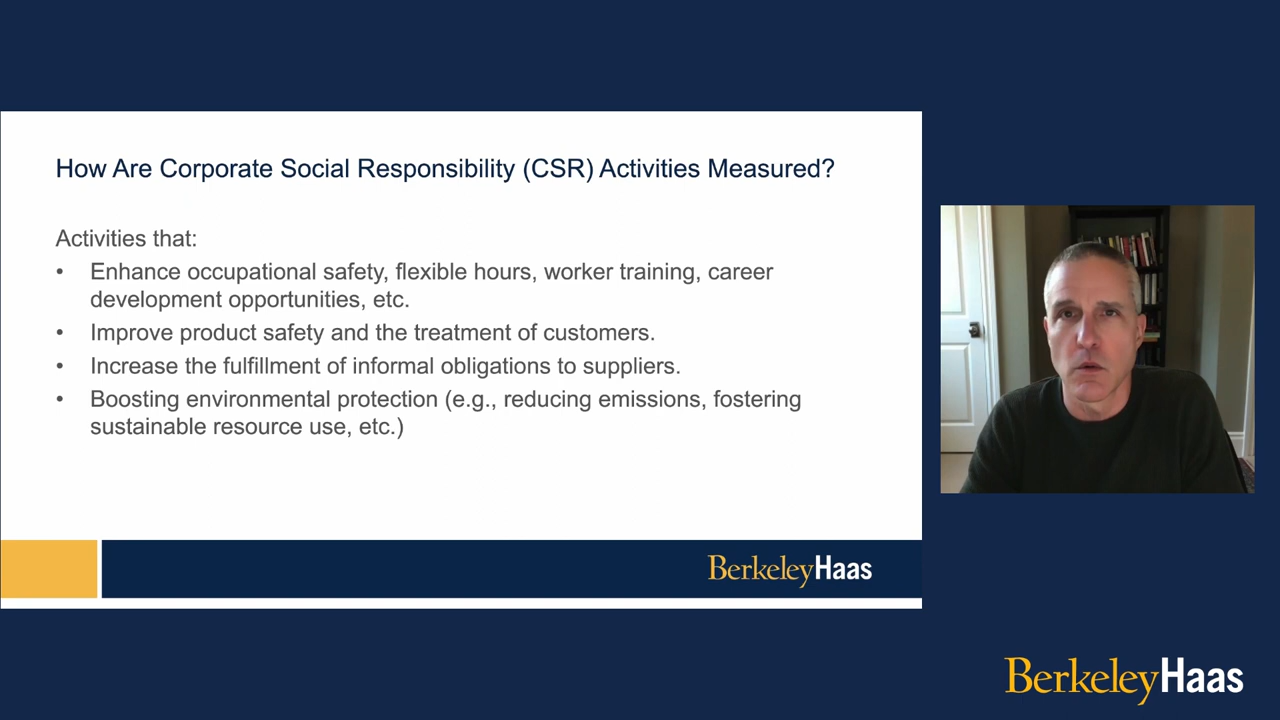 How Are Corporate Social Responsibility (CSR) Activities Measured?
Activities that:
• Enhance occupational safety, flexible hours, worker training, career
development opportunities, etc.
• Improve product safety and the treatment of customers.
• Increase the fulfillment of informal obligations to suppliers.
• Boosting environmental protection (e.g., reducing emissions, fostering
sustainable resource use, etc.)
BerkeleyHaas
BerkeleyHaas